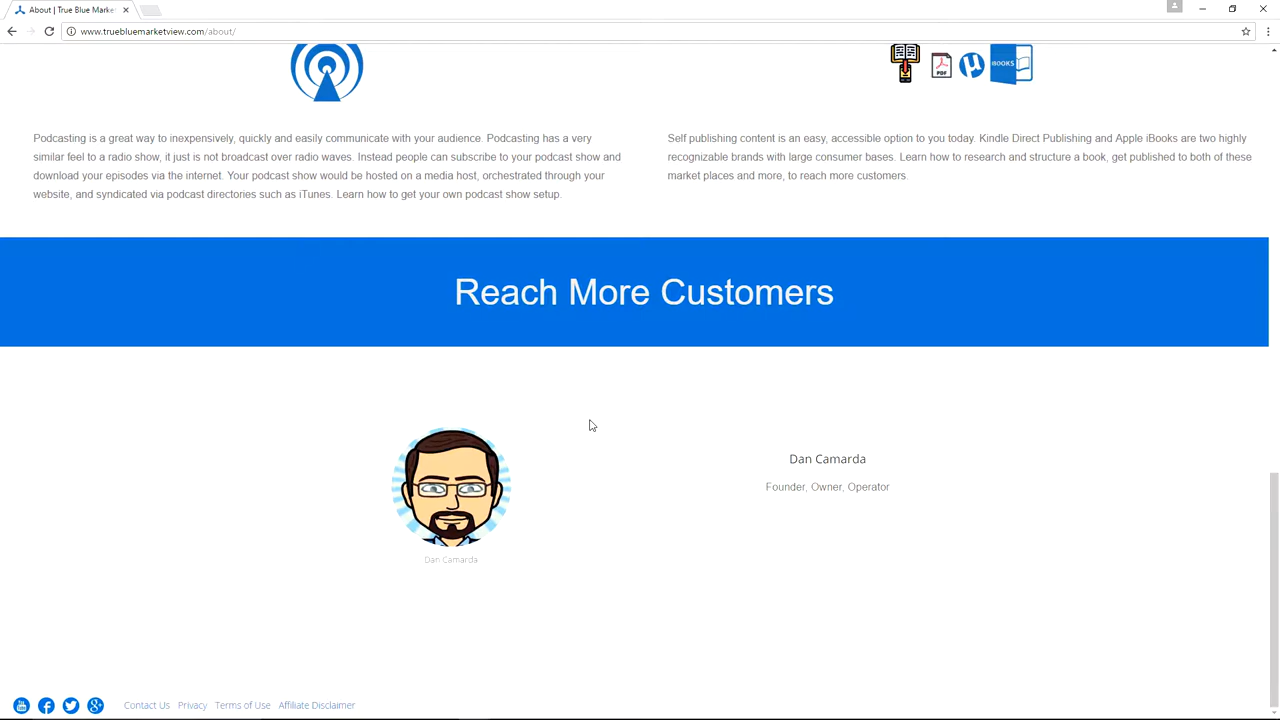 About | True Blue Marke
www.truebluemarketview.com/about/
PDF
iBOOKS
Podcasting is a great way to inexpensively, quickly and easily communicate with your audience. Podcasting has a very
similar feel to a radio show, it just is not broadcast over radio waves. Instead people can subscribe to your podcast show and
download your episodes via the internet. Your podcast show would be hosted on a media host, orchestrated through your
website, and syndicated via podcast directories such as iTunes. Learn how to get your own podcast show setup.
Self publishing content is an easy, accessible option to you today. Kindle Direct Publishing and Apple iBooks are two highly
recognizable brands with large consumer bases. Learn how to research and structure a book, get published to both of these
market places and more, to reach more customers.
Reach More Customers
Dan Camarda
Founder, Owner, Operator
Dan Camarda
Contact Us Privacy Terms of Use Affiliate Disclaimer